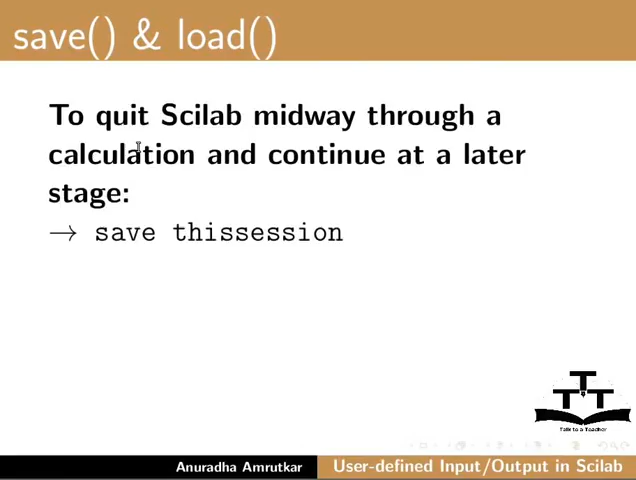 save() & load()
To quit Scilab midway through a
calculation and continue at a later
stage:
→ save thissession
TTT
Talk to a Teacher
Anuradha Amrutkar
User-defined Input/Output in Scilab